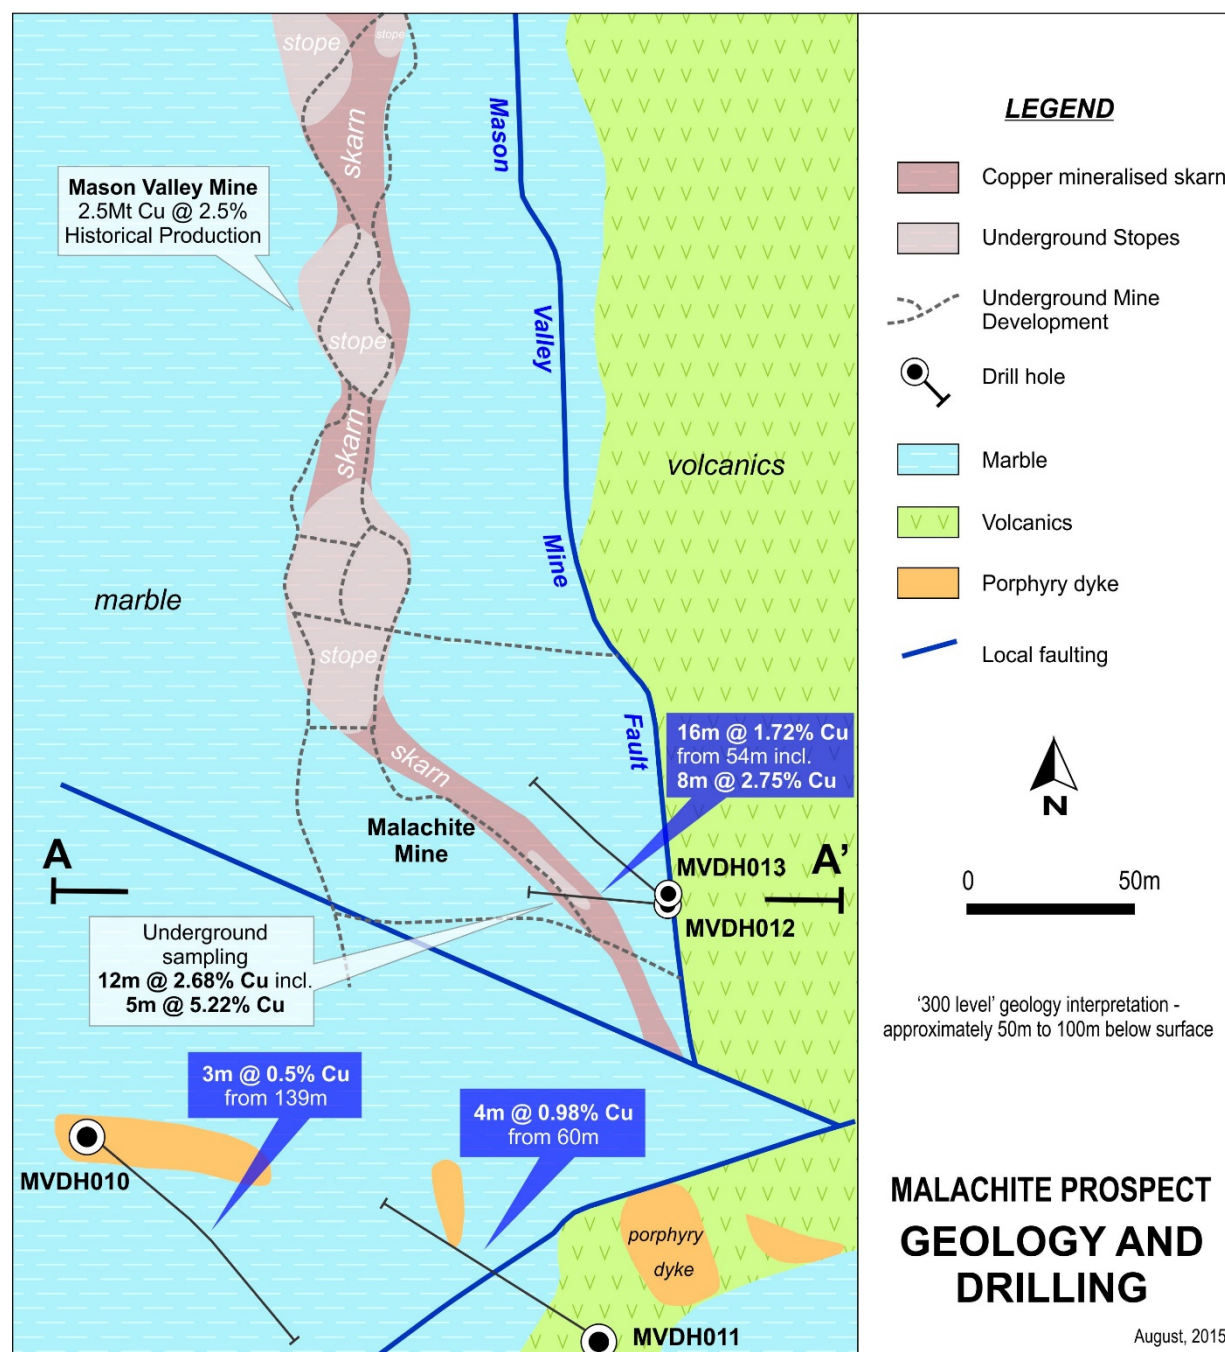 stope
stope
skarn
Mason
Mason Valley Mine
2.5Mt Cu @ 2.5%
Historical Production
stope
Valley
skarn
volcanics
Mine
marble
stope
Fault
skarn
16m @ 1.72% Cu
from 54m incl.
8m @ 2.75% Cu
Malachite
Mine
A
A’
MVDH013
MVDH012
Underground
sampling
12m @ 2.68% Cu incl.
5m @ 5.22% Cu
3m @ 0.5% Cu
from 139m
4m @ 0.98% Cu
from 60m
MVDH010
porphyry
dyke
MVDH011
LEGEND
Copper mineralised skarn
Underground Stopes
Underground Mine
Development
Drill hole
Marble
Volcanics
Porphyry dyke
Local faulting
N
0 50m
‘300 level’ geology interpretation -
approximately 50m to 100m below surface
MALACHITE PROSPECT
GEOLOGY AND
DRILLING
August, 2015